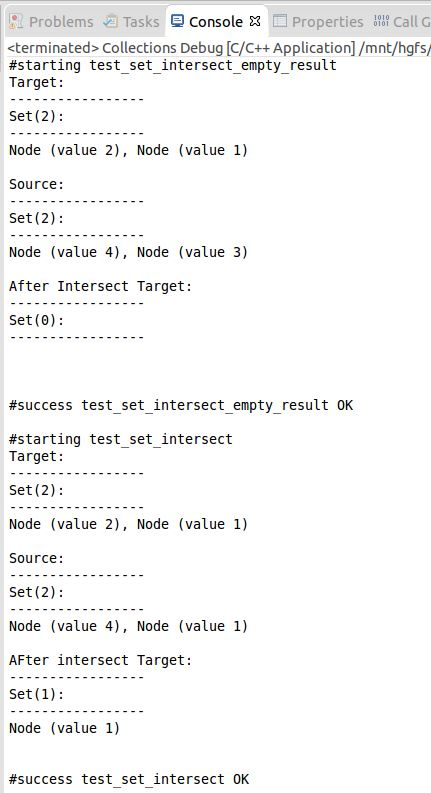 Problems Tasks Console Properties Call G
<terminated> Collections Debug [C/C++ Application] /mnt/hgfs/
#starting test_set_intersect_empty_result
Target:
-----------------
Set(2):
-----------------
Node (value 2), Node (value 1)
Source:
-----------------
Set(2):
-----------------
Node (value 4), Node (value 3)
After Intersect Target:
-----------------
Set(0):
-----------------
#success test_set_intersect_empty_result OK
#starting test_set_intersect
Target:
-----------------
Set(2):
-----------------
Node (value 2), Node (value 1)
Source:
-----------------
Set(2):
-----------------
Node (value 4), Node (value 1)
AFter intersect Target:
-----------------
Set(1):
-----------------
Node (value 1)
#success test_set_intersect OK